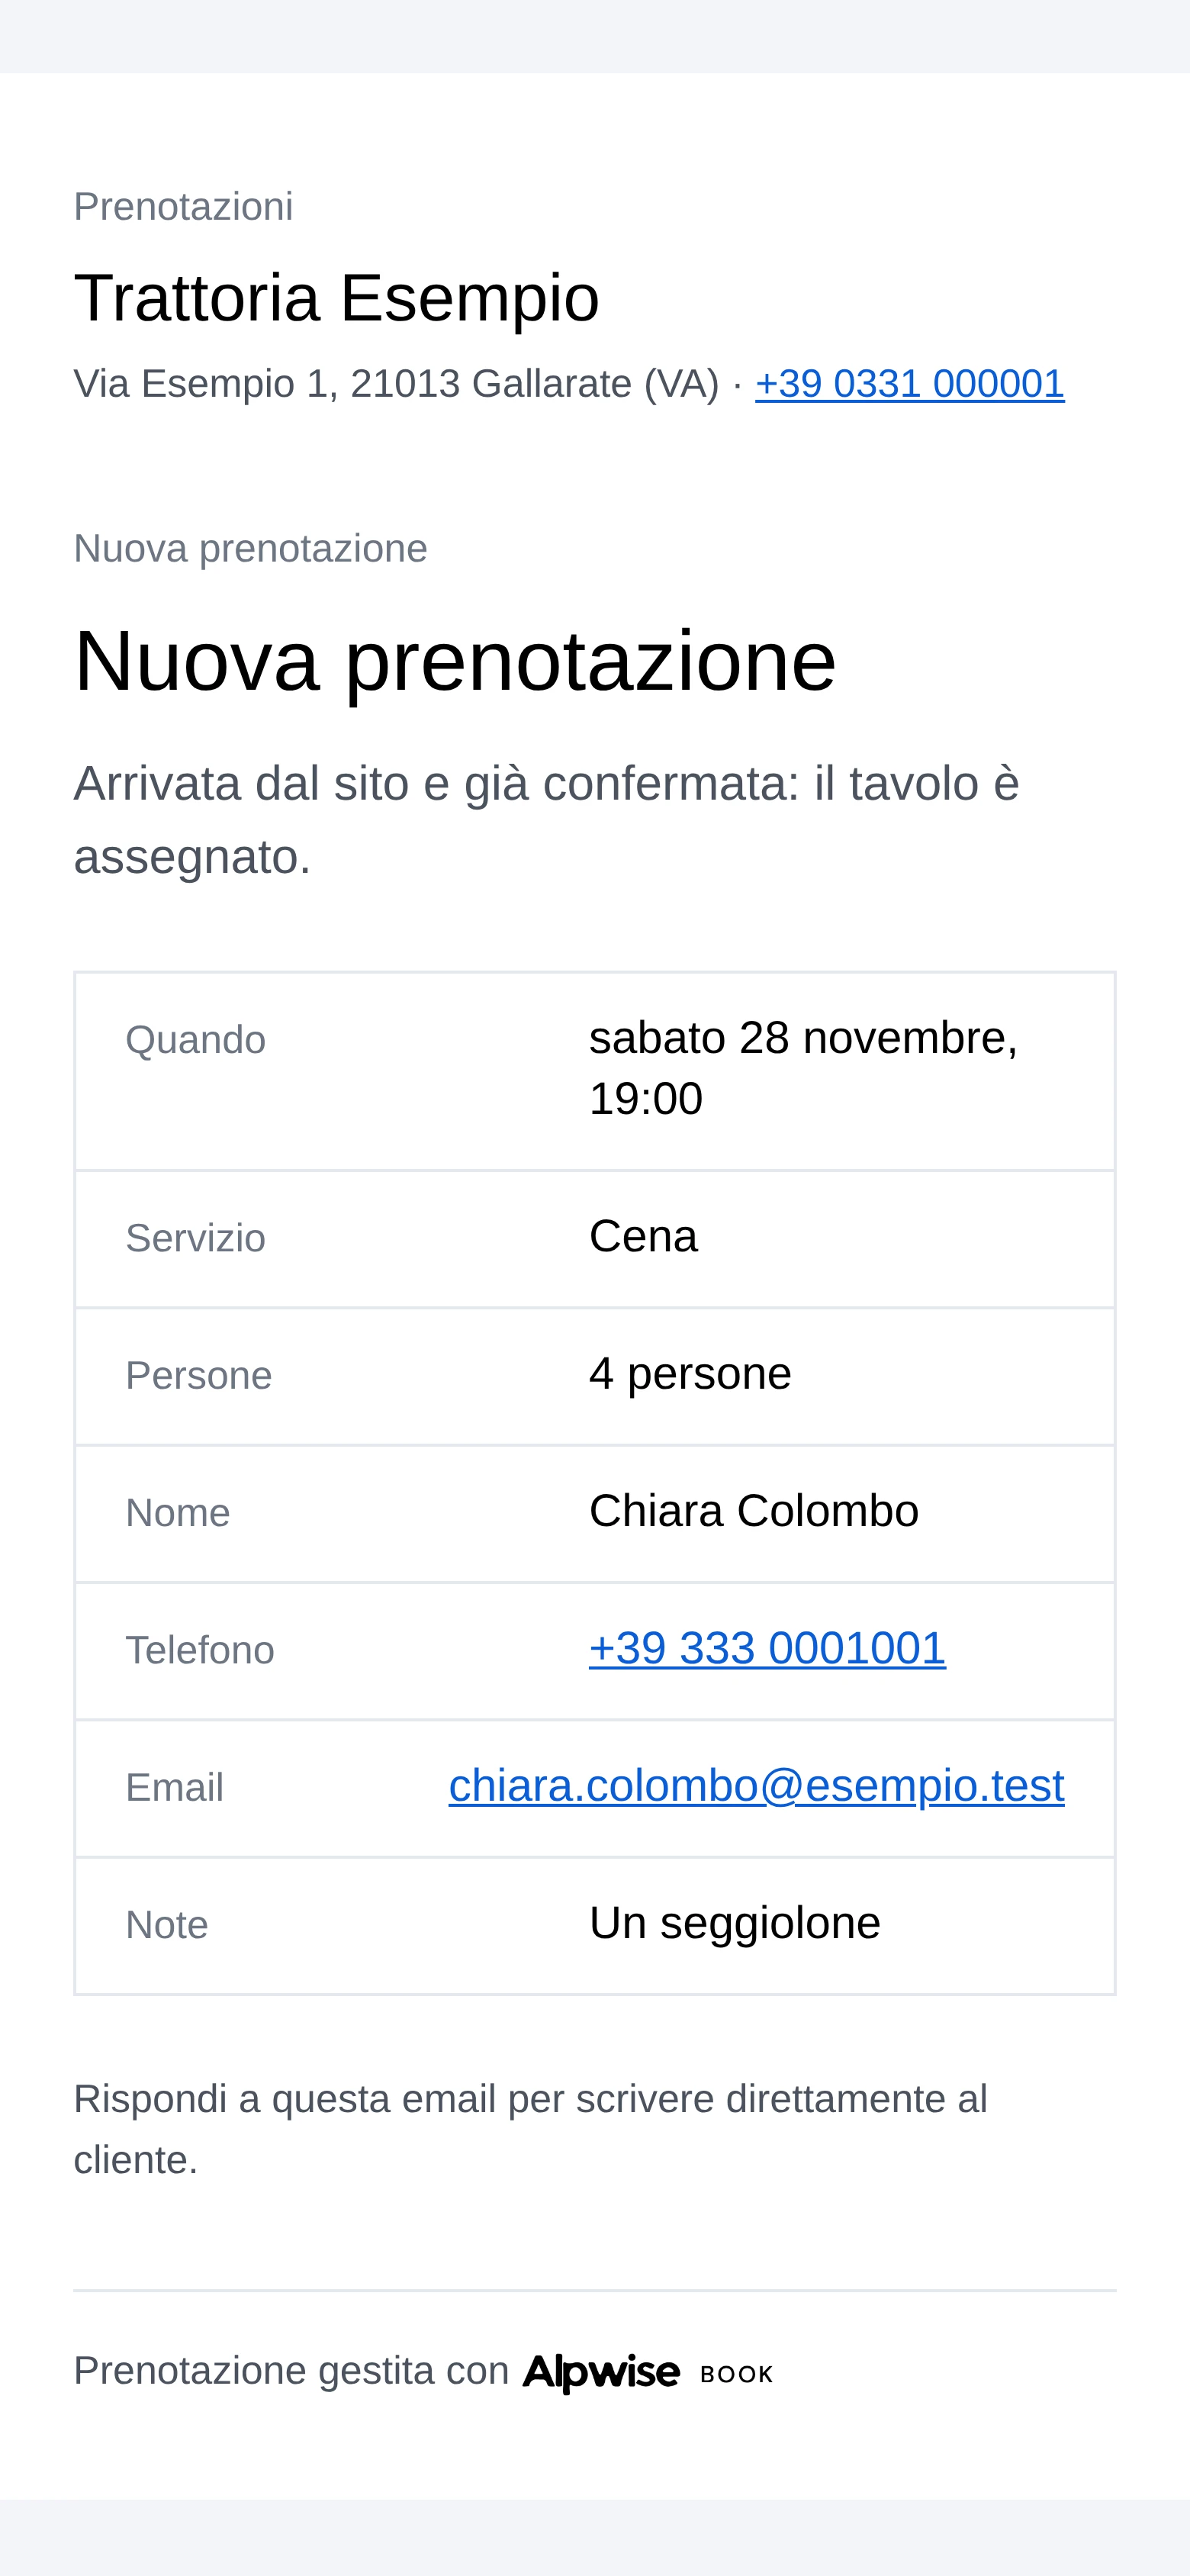 Prenotazioni
Trattoria Esempio
Via Esempio 1, 21013 Gallarate (VA) · +39 0331 000001
Nuova prenotazione
Nuova prenotazione
Arrivata dal sito e già confermata: il tavolo è
assegnato.
Quando sabato 28 novembre,
19:00
Servizio Cena
Persone 4 persone
Nome Chiara Colombo
Telefono +39 333 0001001
Email chiara.colombo@esempio.test
Note Un seggiolone
Rispondi a questa email per scrivere direttamente al
cliente.
Prenotazione gestita con Alpwise BOOK